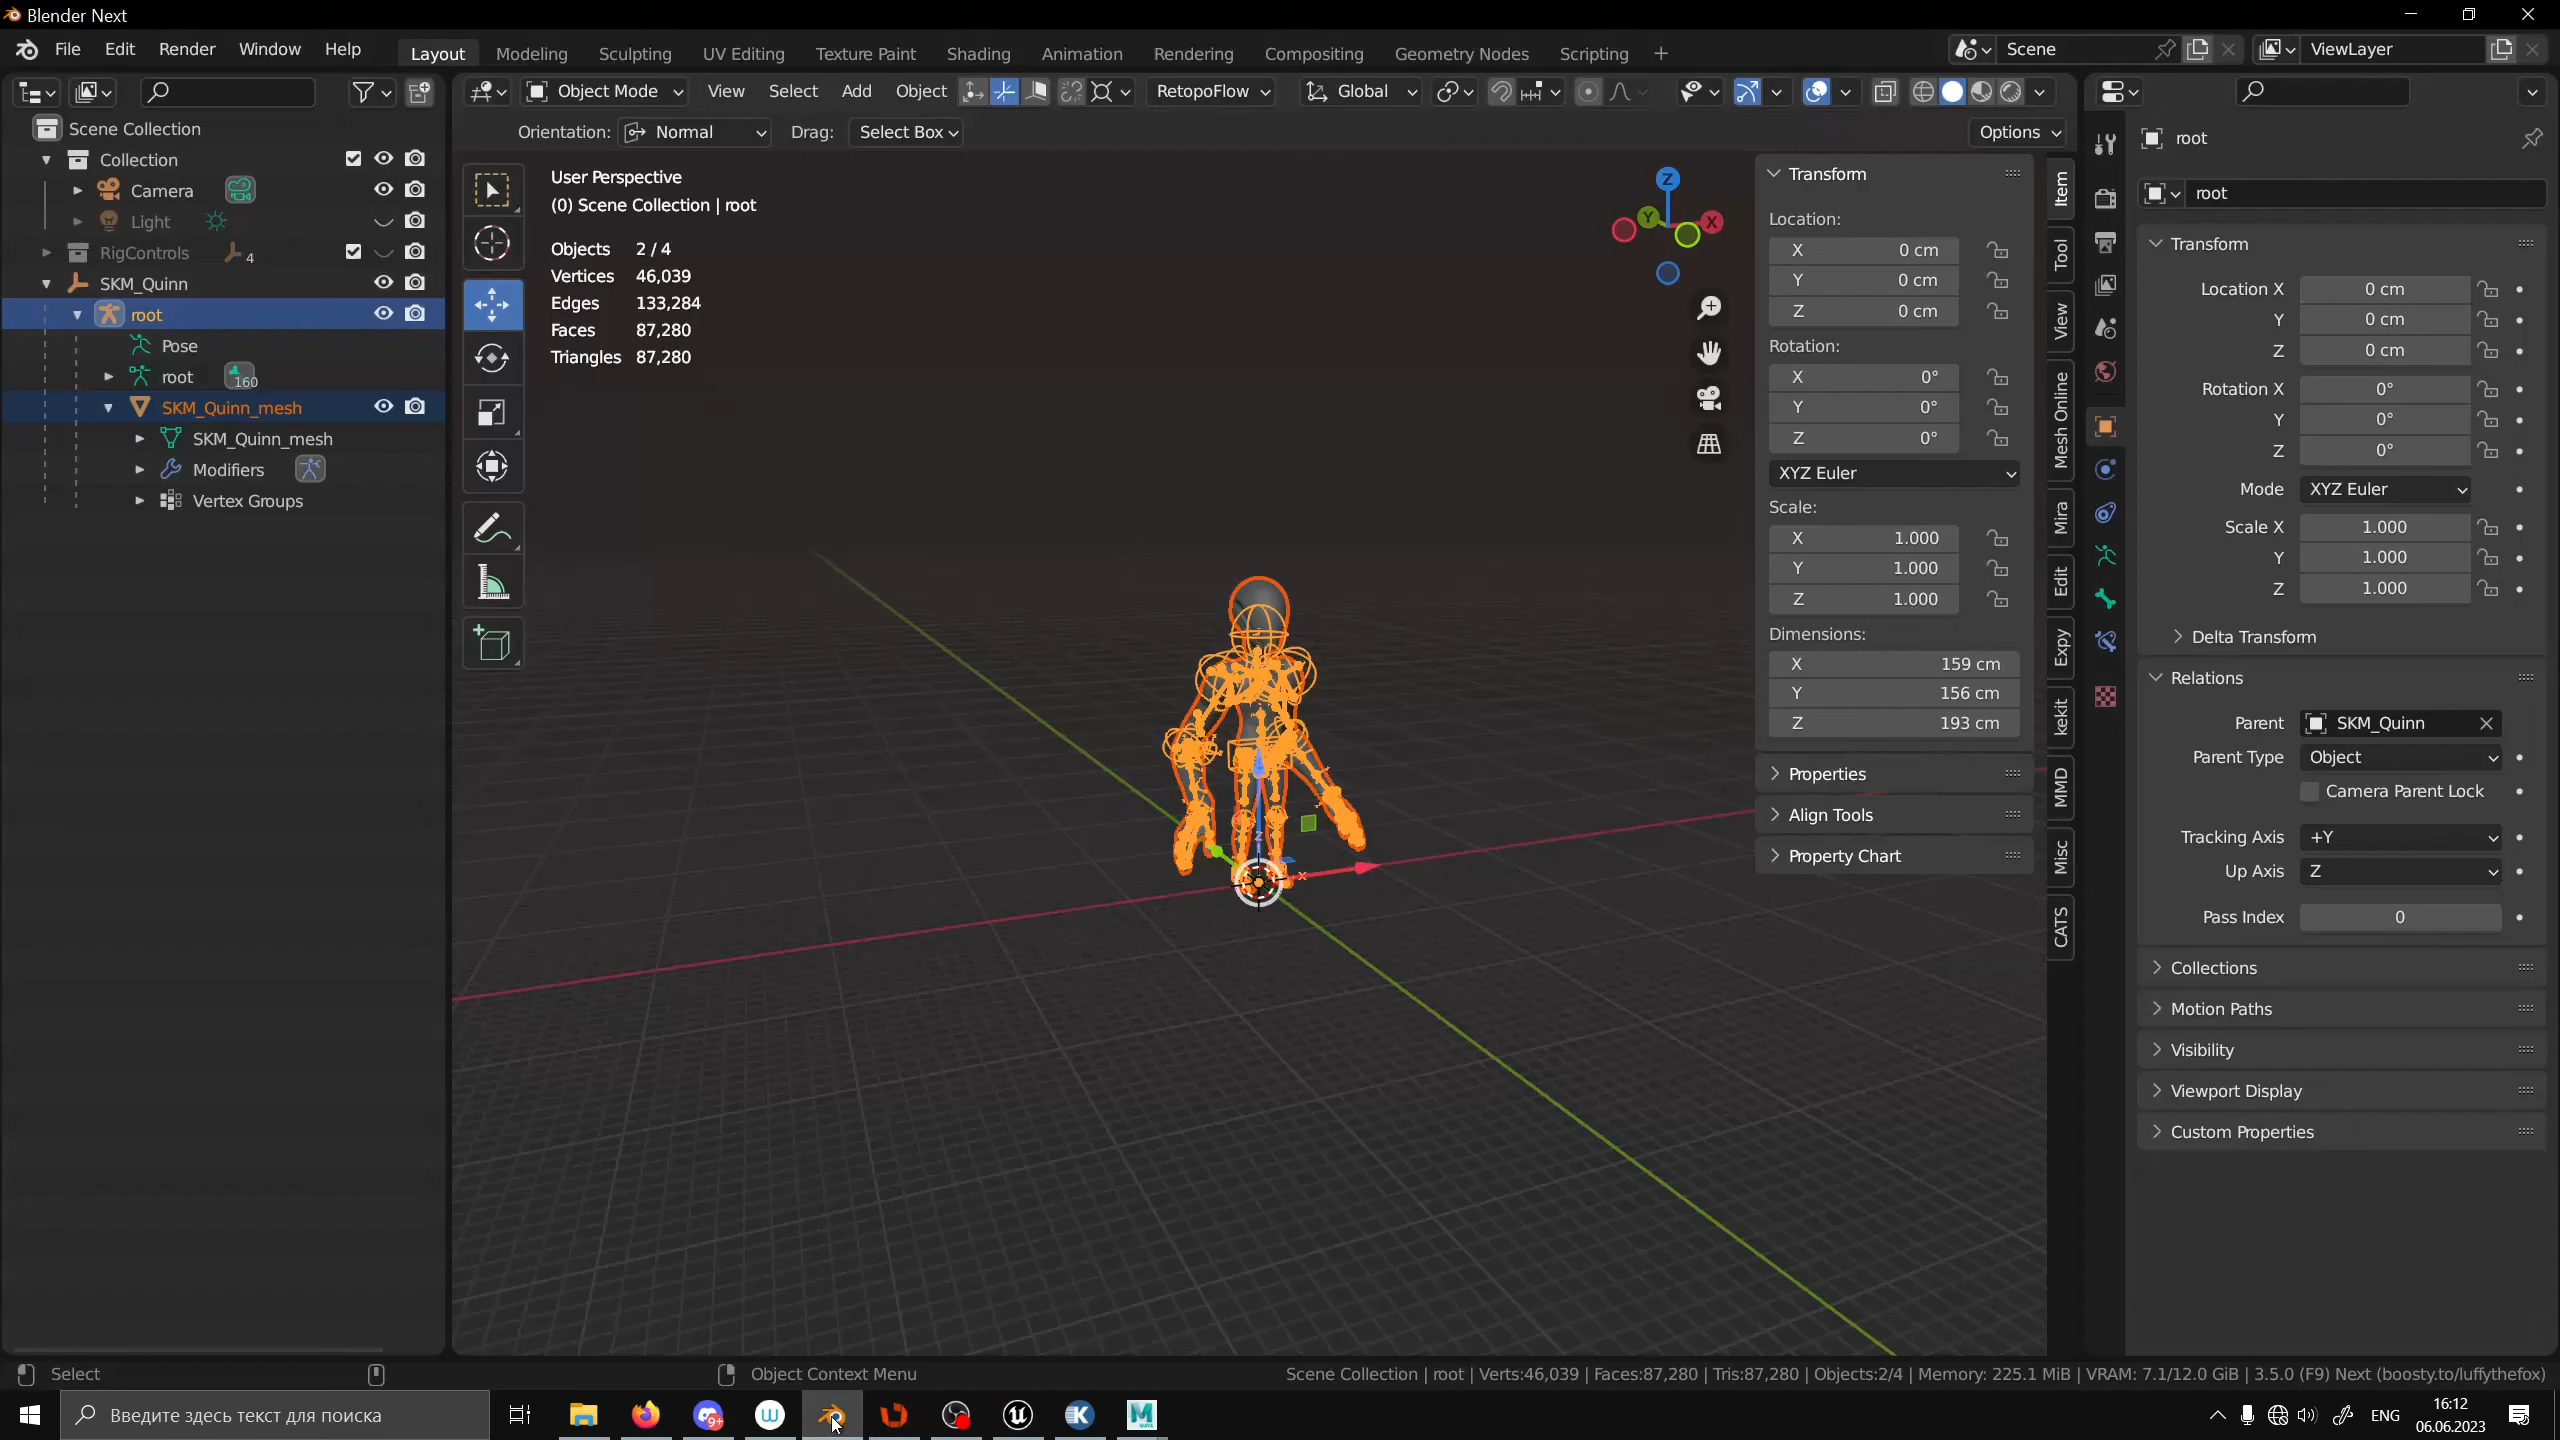 Blender Next
File Edit Render Window Help
Layout Modeling Sculpting UV Editing Texture Paint Shading Animation Rendering Compositing Geometry Nodes Scripting +
Scene
ViewLayer
Object Mode View Select Add Object RetopoFlow Global
Orientation: Normal Drag: Select Box Options
Scene Collection
Collection
Camera
Light
RigControls 4
SKM_Quinn
root
Pose
root 160
SKM_Quinn_mesh
SKM_Quinn_mesh
Modifiers
Vertex Groups
User Perspective
(0) Scene Collection | root
Objects 2 / 4
Vertices 46,039
Edges 133,284
Faces 87,280
Triangles 87,280
Z
Y
X
z
x
Transform
Location:
X 0 cm
Y 0 cm
Z 0 cm
Rotation:
X 0°
Y 0°
Z 0°
XYZ Euler
Scale:
X 1.000
Y 1.000
Z 1.000
Dimensions:
X 159 cm
Y 156 cm
Z 193 cm
Properties
Align Tools
Property Chart
Item
Tool
View
Mesh Online
Mira
Edit
Expy
kekit
MMD
Misc
CATS
root
root
Transform
Location X 0 cm
Y 0 cm
Z 0 cm
Rotation X 0°
Y 0°
Z 0°
Mode XYZ Euler
Scale X 1.000
Y 1.000
Z 1.000
Delta Transform
Relations
Parent SKM_Quinn
Parent Type Object
Camera Parent Lock
Tracking Axis +Y
Up Axis Z
Pass Index 0
Collections
Motion Paths
Visibility
Viewport Display
Custom Properties
Select
Object Context Menu
Scene Collection | root | Verts:46,039 | Faces:87,280 | Tris:87,280 | Objects:2/4 | Memory: 225.1 MiB | VRAM: 7.1/12.0 GiB | 3.5.0 (F9) Next (boosty.to/luffythefox)
Введите здесь текст для поиска
9+
W
K
M
ENG
16:12
06.06.2023